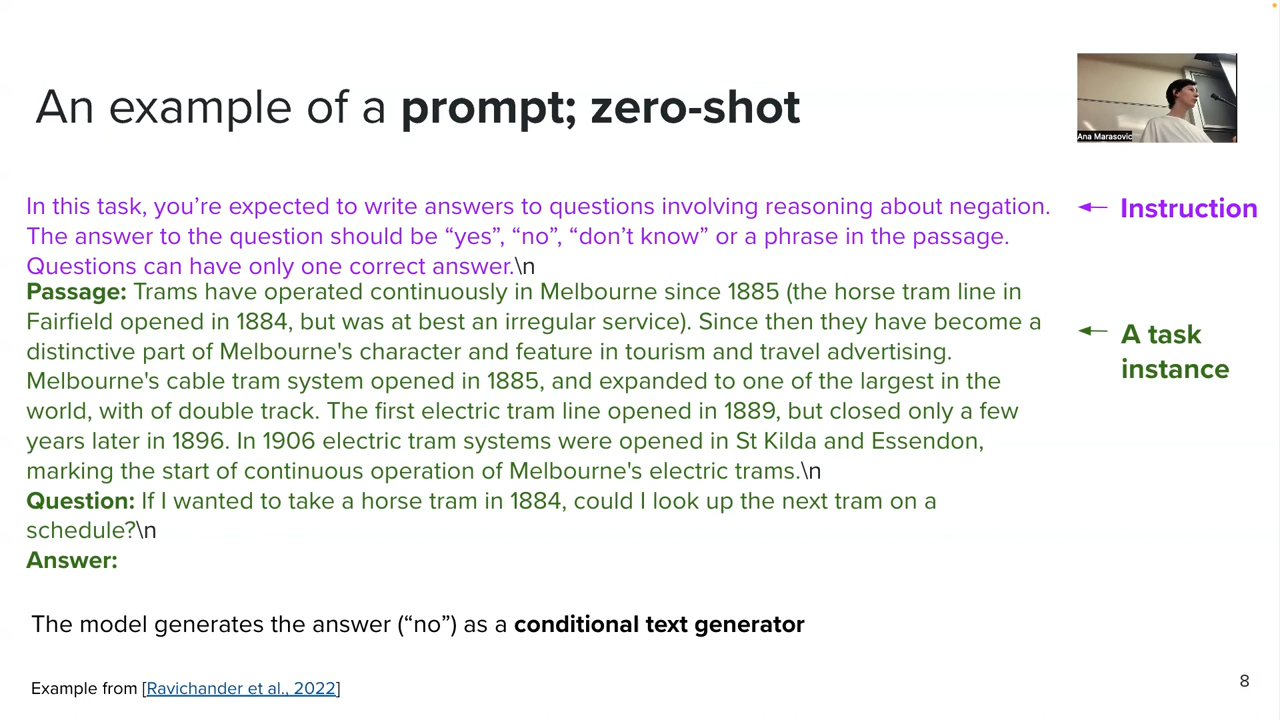 An example of a prompt; zero-shot
Ana Marasovic
In this task, you’re expected to write answers to questions involving reasoning about negation.
The answer to the question should be “yes”, “no”, “don’t know” or a phrase in the passage.
Questions can have only one correct answer.\n
Instruction
Passage: Trams have operated continuously in Melbourne since 1885 (the horse tram line in
Fairfield opened in 1884, but was at best an irregular service). Since then they have become a
distinctive part of Melbourne's character and feature in tourism and travel advertising.
Melbourne's cable tram system opened in 1885, and expanded to one of the largest in the
world, with of double track. The first electric tram line opened in 1889, but closed only a few
years later in 1896. In 1906 electric tram systems were opened in St Kilda and Essendon,
marking the start of continuous operation of Melbourne's electric trams.\n
Question: If I wanted to take a horse tram in 1884, could I look up the next tram on a
schedule?\n
Answer:
A task
instance
The model generates the answer (“no”) as a conditional text generator
Example from [Ravichander et al., 2022]
8